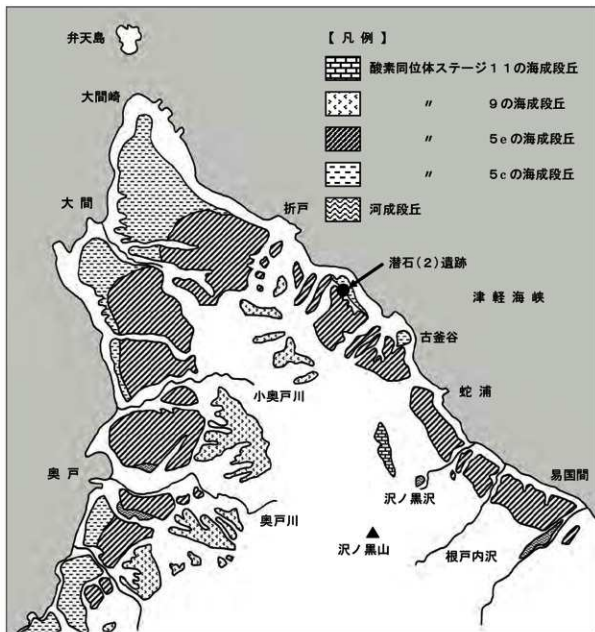 弁天島
大間崎
大間
折戸
【凡例】
酸素同位体ステージ11の海成段丘
〃 9の海成段丘
〃 5eの海成段丘
〃 5cの海成段丘
河成段丘
潜石(2)遺跡
津軽海峡
古釜谷
蛇浦
小奥戸川
奥戸
奥戸川
沢ノ黒沢
易国間
沢ノ黒山
根戸内沢